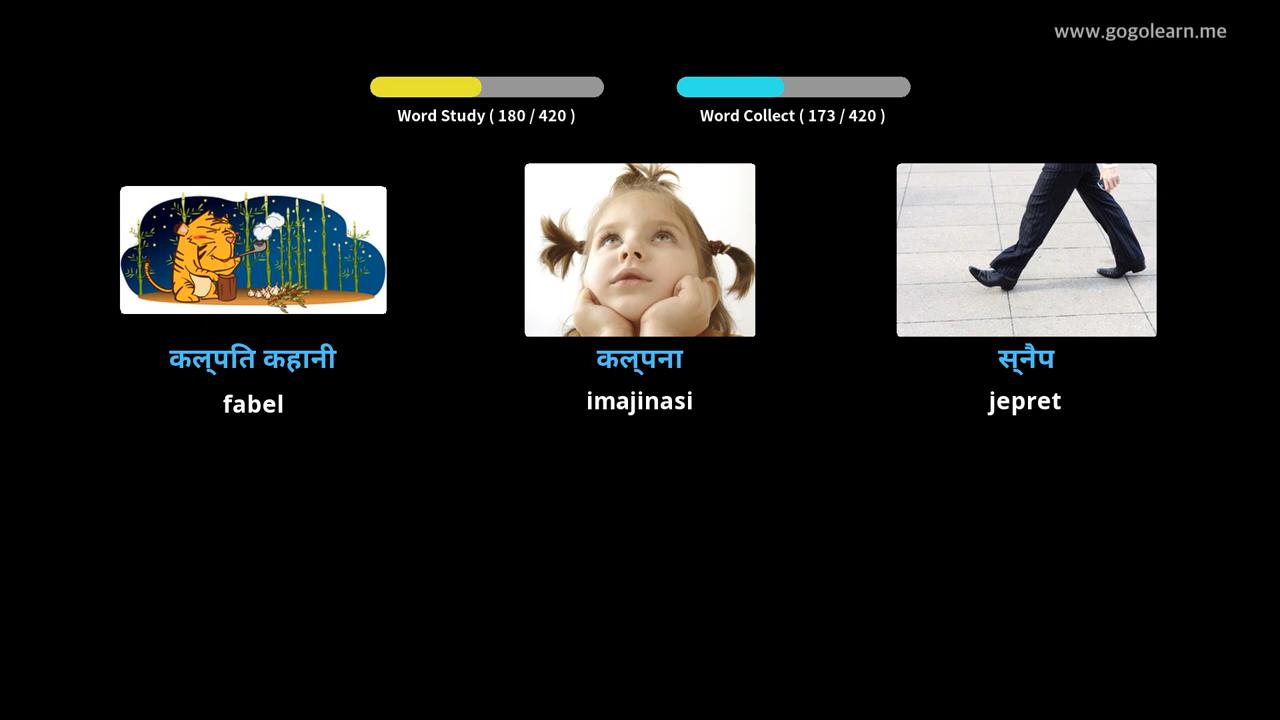 www.gogolearn.me
Word Study ( 180 / 420 )
Word Collect ( 173 / 420 )
कल्पति कहानी
fabel
कल्पना
imajinasi
स्नैप
jepret